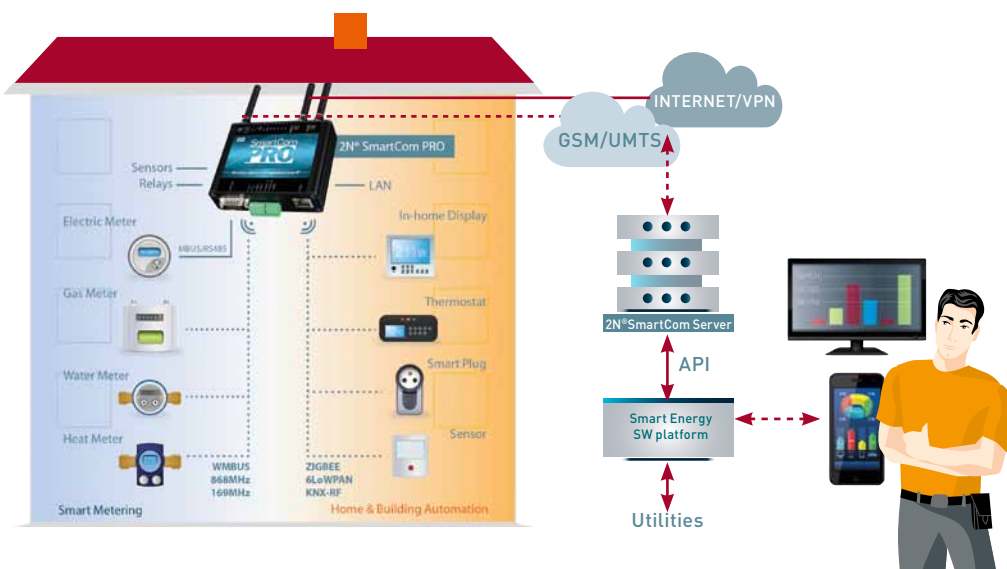 INTERNET/VPN
GSM/UMTS
SmartCom
PRO
2N® SmartCom PRO
Sensors
Relays
LAN
Electric Meter
MBUS/RS485
In-home Display
Gas Meter
Thermostat
Water Meter
Smart Plug
Heat Meter
Sensor
WMBUS
868MHz
169MHz
ZIGBEE
6LoWPAN
KNX-RF
Smart Metering
Home & Building Automation
2N®SmartCom Server
API
Smart Energy
SW platform
Utilities